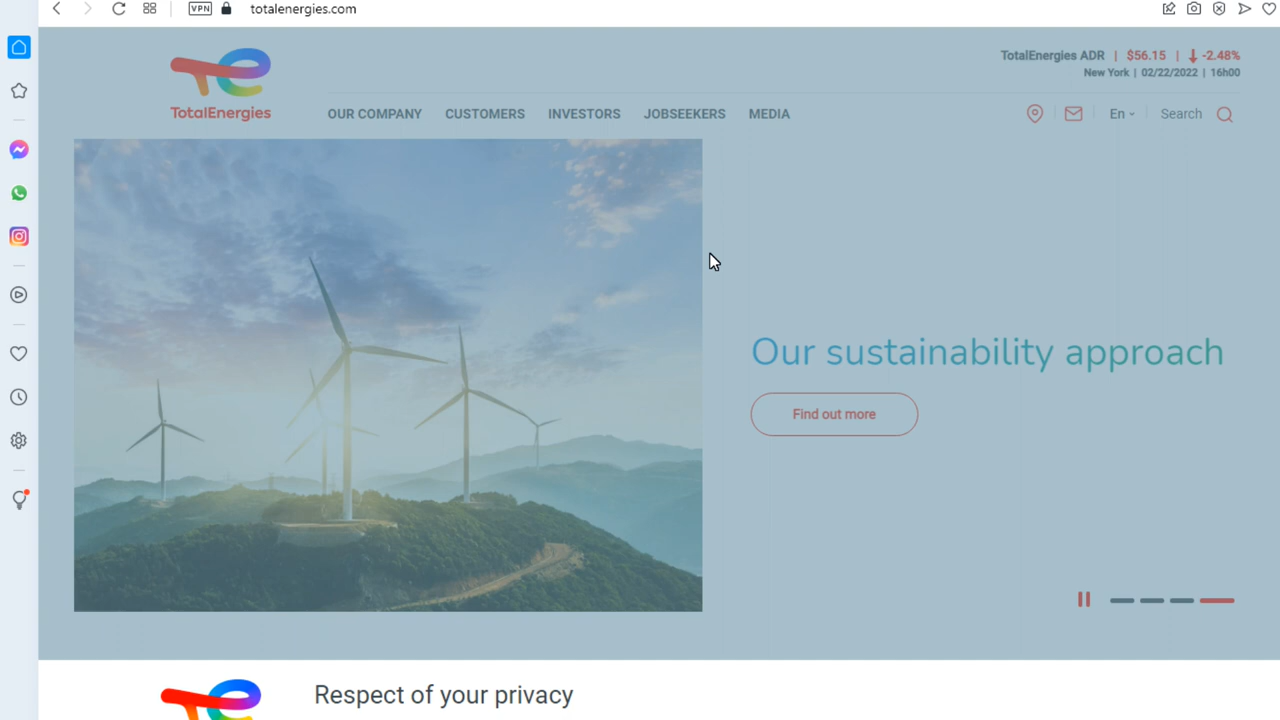 VPN totalenergies.com
TotalEnergies ADR | $56.15 | -2.48%
New York | 02/22/2022 | 16h00
TotalEnergies
OUR COMPANY CUSTOMERS INVESTORS JOBSEEKERS MEDIA En Search
Our sustainability approach
Find out more
Respect of your privacy